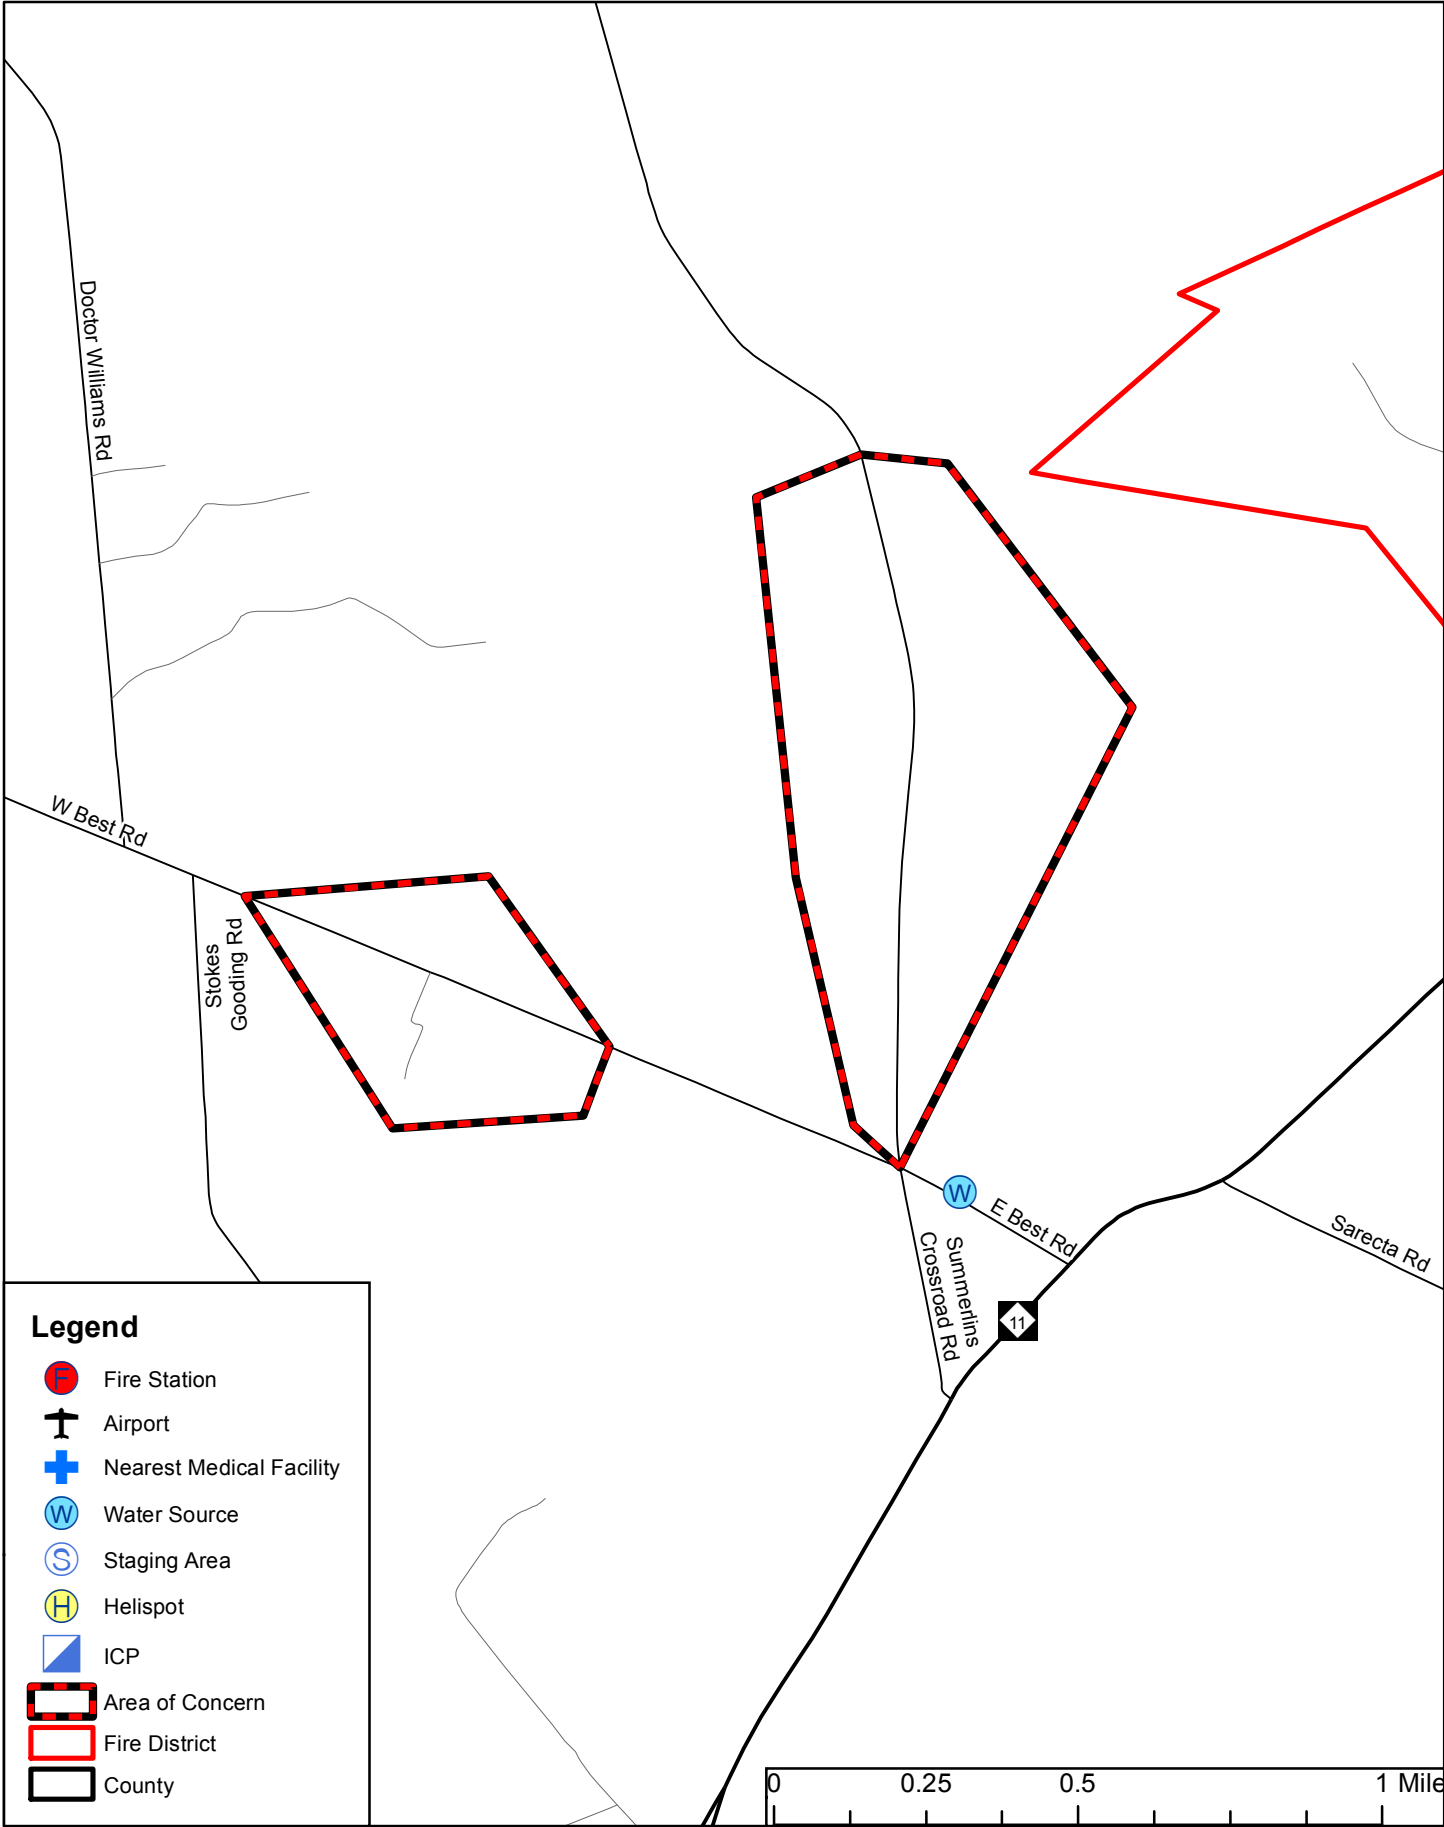 Doctor Williams Rd
W Best Rd
Stokes
Gooding Rd
W
E Best Rd
Summerlins
Crossroad Rd
Sarecta Rd
11
Legend
F Fire Station
Airport
Nearest Medical Facility
W Water Source
S Staging Area
H Helispot
ICP
Area of Concern
Fire District
County
0 0.25 0.5 1 Mile